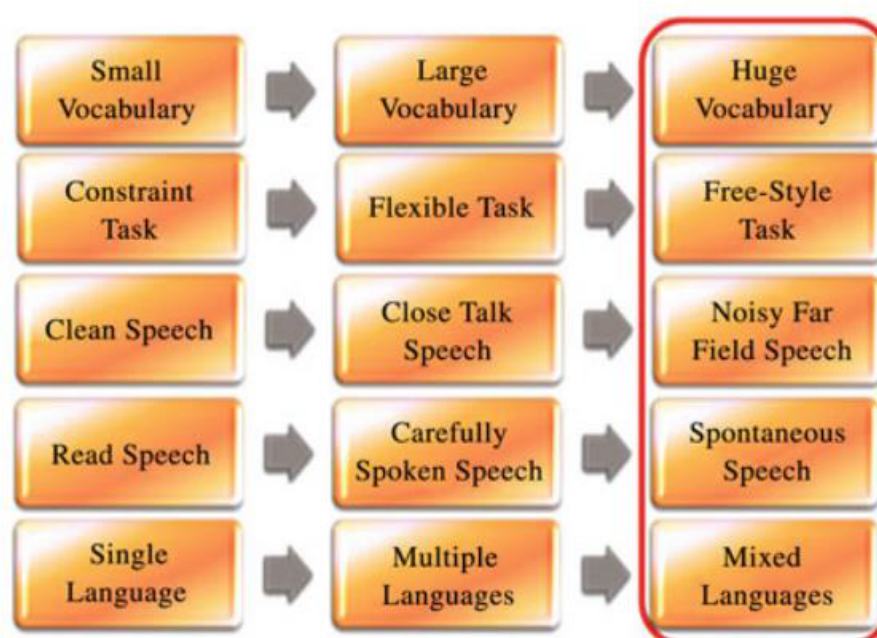 Small
Vocabulary
Large
Vocabulary
Huge
Vocabulary
Constraint
Task
Flexible Task
Free-Style
Task
Clean Speech
Close Talk
Speech
Noisy Far
Field Speech
Read Speech
Carefully
Spoken Speech
Spontaneous
Speech
Single
Language
Multiple
Languages
Mixed
Languages